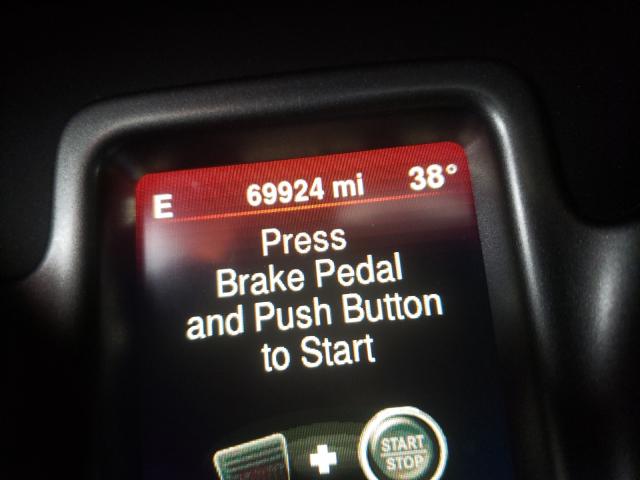 E 69924 mi 38°
Press
Brake Pedal
and Push Button
to Start
START
STOP